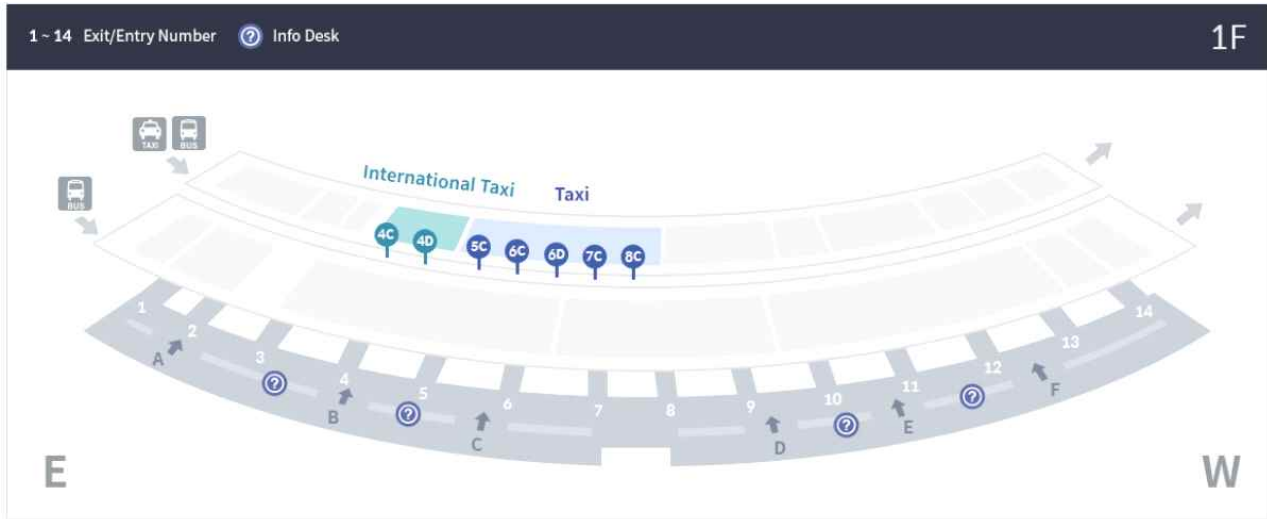 1 ~ 14 Exit/Entry Number ? Info Desk 1F
TAXI BUS
BUS
International Taxi Taxi
4C 4D 5C 6C 6D 7C 8C
1 2 3 4 5 6 7 8 9 10 11 12 13 14
? ? ? ?
A B C D E F
E W